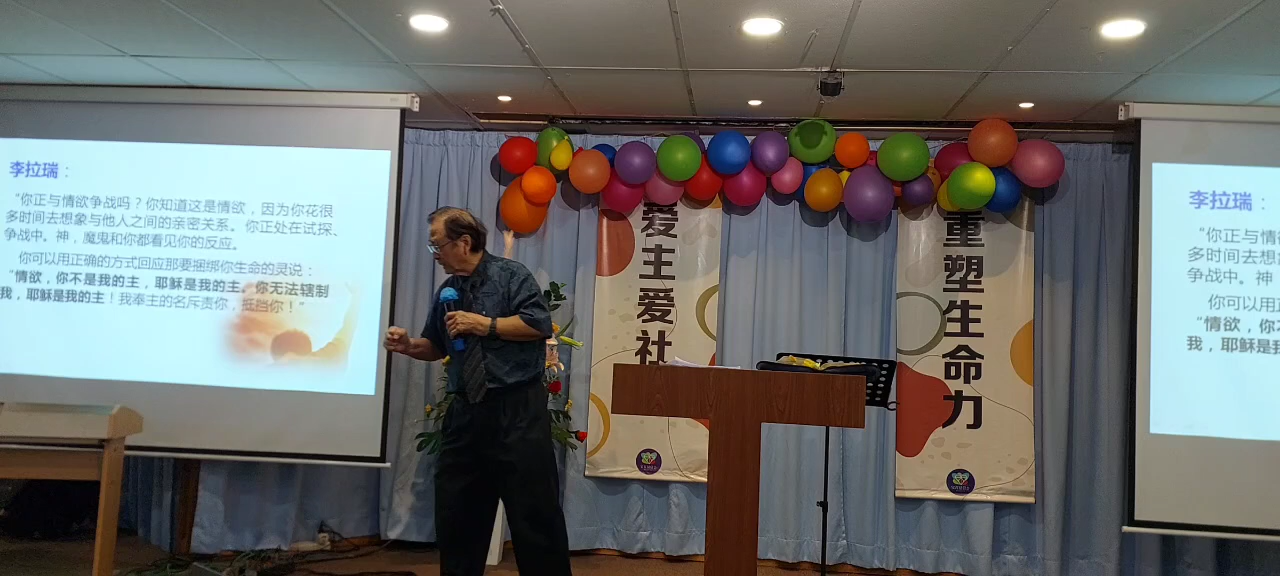 李拉瑞：
“你正与情欲争战吗？你知道这是情欲，因为你花很
多时间去想象与他人之间的亲密关系。你正处在试探、
争战中。神，魔鬼和你都看见你的反应。
你可以用正确的方式回应那要捆绑你生命的灵说：
“情欲，你不是我的主，耶稣是我的主。你无法辖制
我，耶稣是我的主！我奉主的名斥责你，抵挡你！”
爱主爱社
重塑生命力
李拉瑞：
“你正与情
多时间去想
争战中。神
你可以用
“情欲，你
我，耶稣是